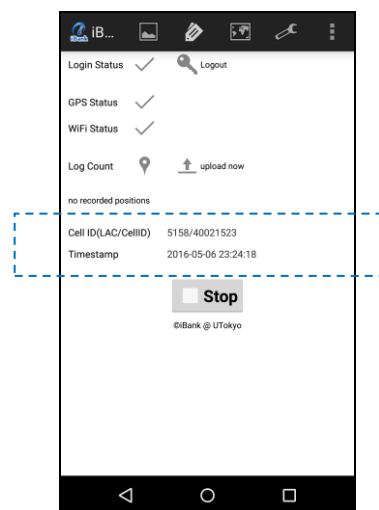 iBank iB...
Login Status Logout
GPS Status
WiFi Status
Log Count upload now
no recorded positions
Cell ID(LAC/CellID) 5158/40021523
Timestamp 2016-05-06 23:24:18
Stop
©iBank @ UTokyo